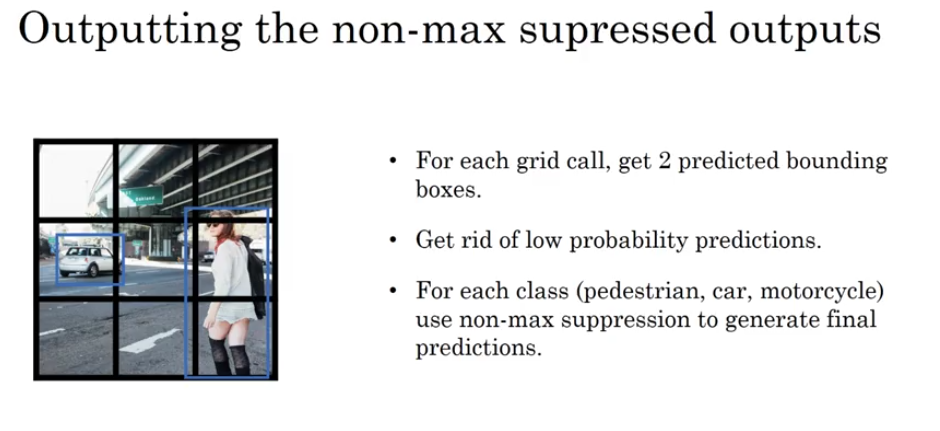 Outputting the non-max supressed outputs
• For each grid call, get 2 predicted bounding
boxes.
• Get rid of low probability predictions.
• For each class (pedestrian, car, motorcycle)
use non-max suppression to generate final
predictions.
Oakland